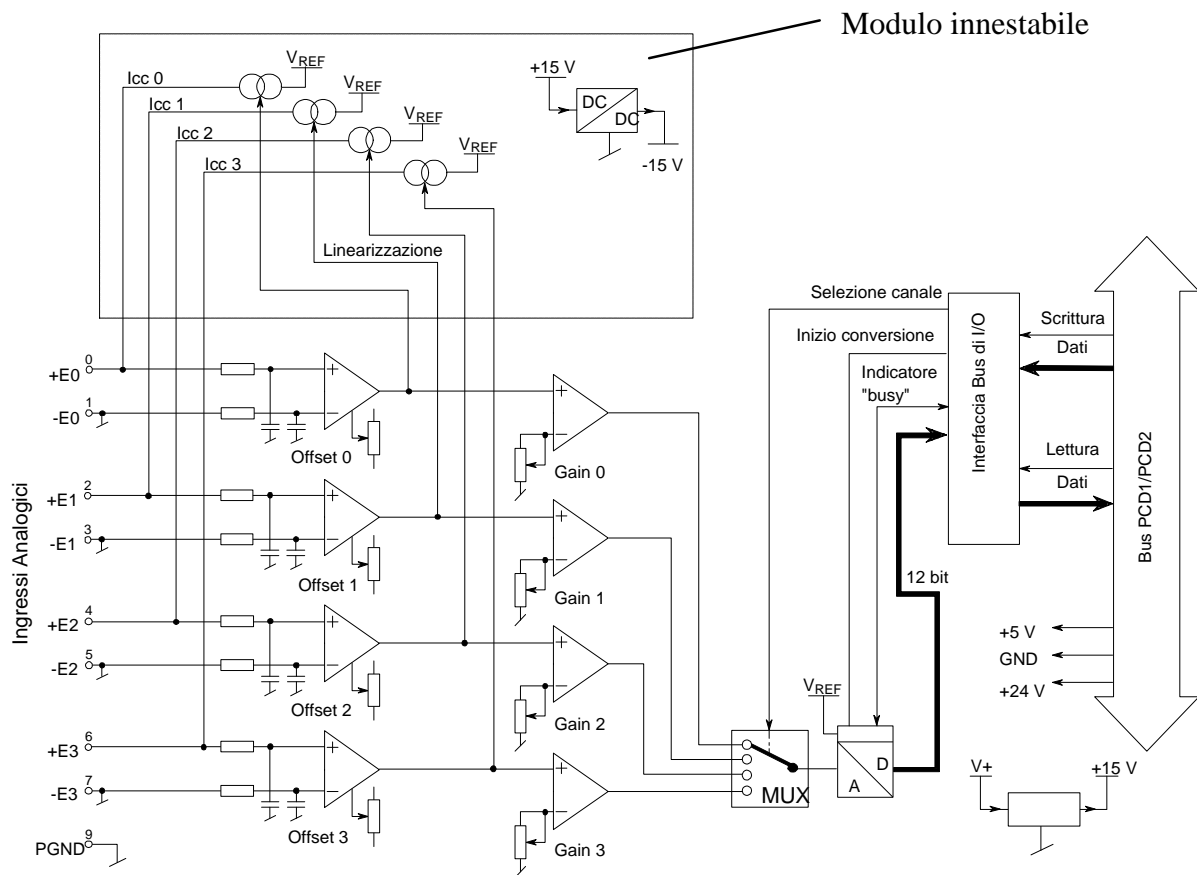 Modulo innestabile
Icc 0
VREF
Icc 1
VREF
Icc 2
VREF
Icc 3
VREF
+15 V
DC
DC
-15 V
Linearizzazione
Selezione canale
Inizio conversione
Indicatore
"busy"
Interfaccia Bus di I/O
Scrittura
Dati
Lettura
Dati
Bus PCD1/PCD2
Ingressi Analogici
+E0
0
-E0
1
+
−
Offset 0
+
−
Gain 0
+E1
2
-E1
3
+
−
Offset 1
+
−
Gain 1
12 bit
+E2
4
-E2
5
+
−
Offset 2
+
−
Gain 2
+5 V
GND
+24 V
VREF
+E3
6
-E3
7
+
−
Offset 3
+
−
Gain 3
MUX
D
A
V+
+15 V
PGND
9